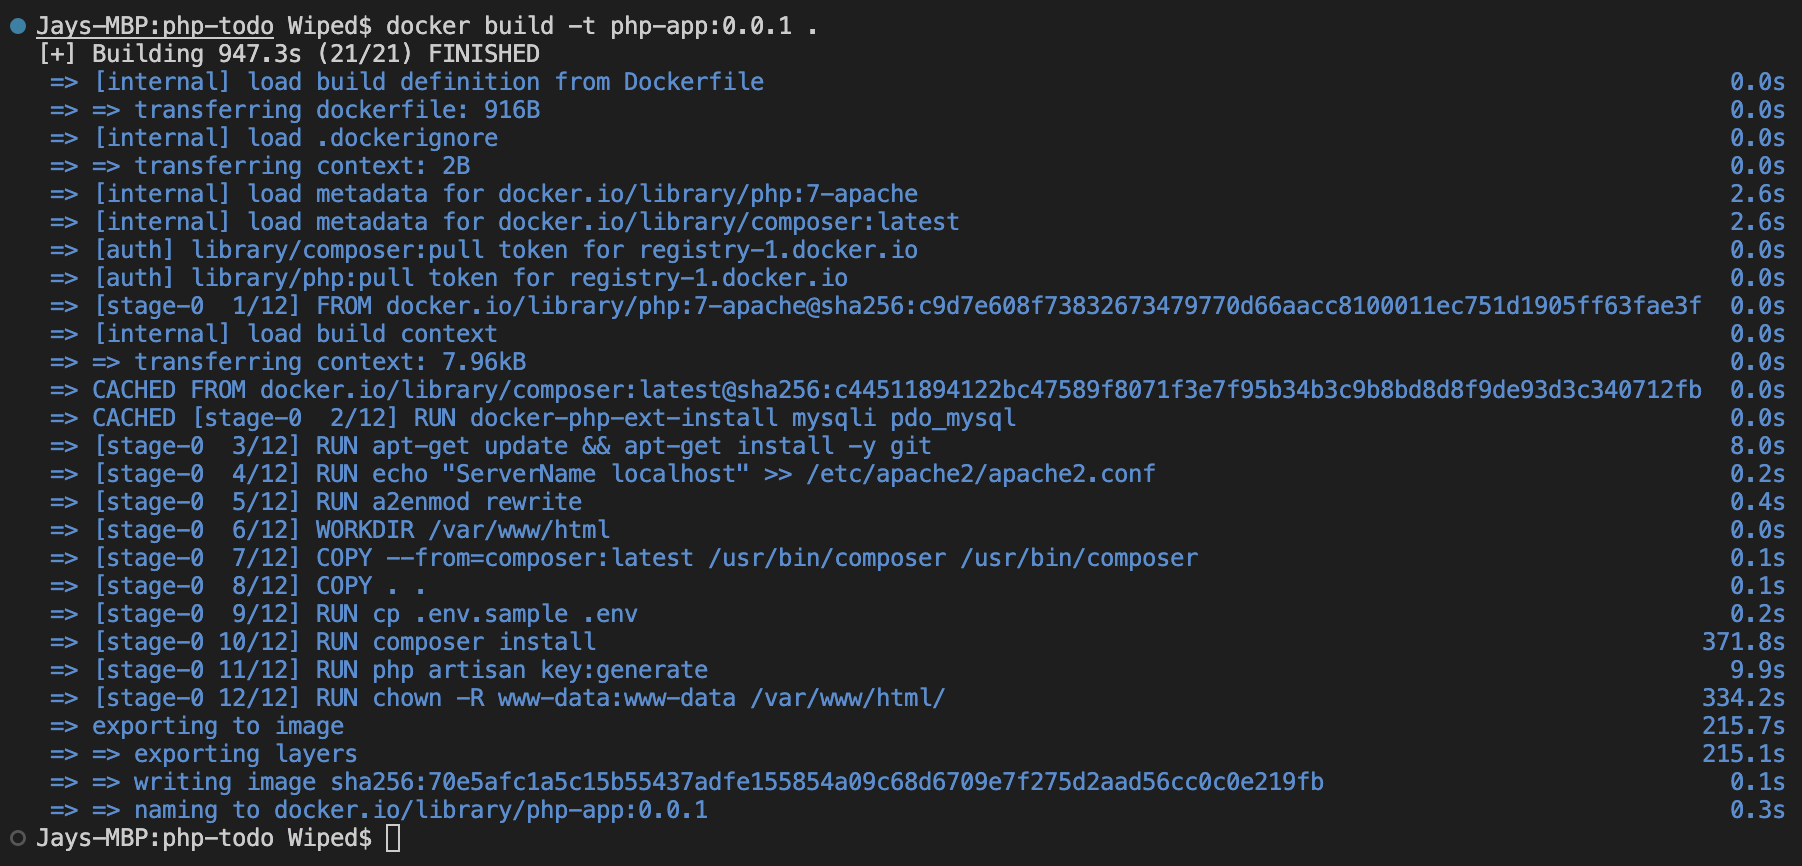 Jays-MBP:php-todo Wiped$ docker build -t php-app:0.0.1 .
[+] Building 947.3s (21/21) FINISHED
=> [internal] load build definition from Dockerfile 0.0s
=> => transferring dockerfile: 916B 0.0s
=> [internal] load .dockerignore 0.0s
=> => transferring context: 2B 0.0s
=> [internal] load metadata for docker.io/library/php:7-apache 2.6s
=> [internal] load metadata for docker.io/library/composer:latest 2.6s
=> [auth] library/composer:pull token for registry-1.docker.io 0.0s
=> [auth] library/php:pull token for registry-1.docker.io 0.0s
=> [stage-0  1/12] FROM docker.io/library/php:7-apache@sha256:c9d7e608f73832673479770d66aacc8100011ec751d1905ff63fae3f 0.0s
=> [internal] load build context 0.0s
=> => transferring context: 7.96kB 0.0s
=> CACHED FROM docker.io/library/composer:latest@sha256:c44511894122bc47589f8071f3e7f95b34b3c9b8bd8d8f9de93d3c340712fb 0.0s
=> CACHED [stage-0  2/12] RUN docker-php-ext-install mysqli pdo_mysql 0.0s
=> [stage-0  3/12] RUN apt-get update && apt-get install -y git 8.0s
=> [stage-0  4/12] RUN echo "ServerName localhost" >> /etc/apache2/apache2.conf 0.2s
=> [stage-0  5/12] RUN a2enmod rewrite 0.4s
=> [stage-0  6/12] WORKDIR /var/www/html 0.0s
=> [stage-0  7/12] COPY --from=composer:latest /usr/bin/composer /usr/bin/composer 0.1s
=> [stage-0  8/12] COPY . . 0.1s
=> [stage-0  9/12] RUN cp .env.sample .env 0.2s
=> [stage-0 10/12] RUN composer install 371.8s
=> [stage-0 11/12] RUN php artisan key:generate 9.9s
=> [stage-0 12/12] RUN chown -R www-data:www-data /var/www/html/ 334.2s
=> exporting to image 215.7s
=> => exporting layers 215.1s
=> => writing image sha256:70e5afc1a5c15b55437adfe155854a09c68d6709e7f275d2aad56cc0c0e219fb 0.1s
=> => naming to docker.io/library/php-app:0.0.1 0.3s
Jays-MBP:php-todo Wiped$